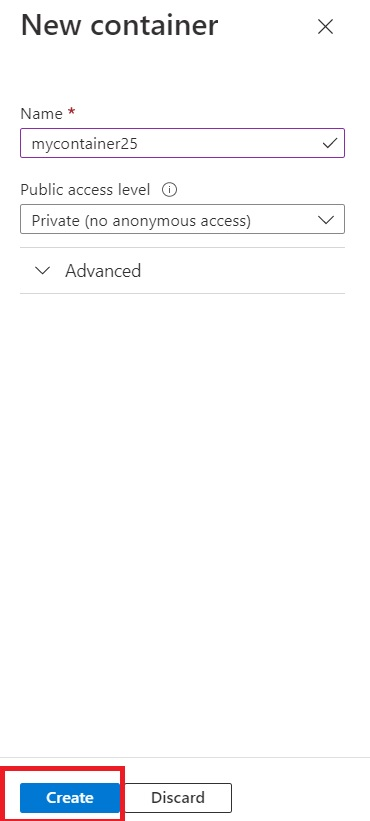 New container
Name *
mycontainer25
Public access level
Private (no anonymous access)
Advanced
Create
Discard